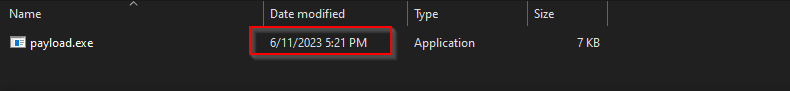 Name Date modified Type Size
payload.exe 6/11/2023 5:21 PM Application 7 KB